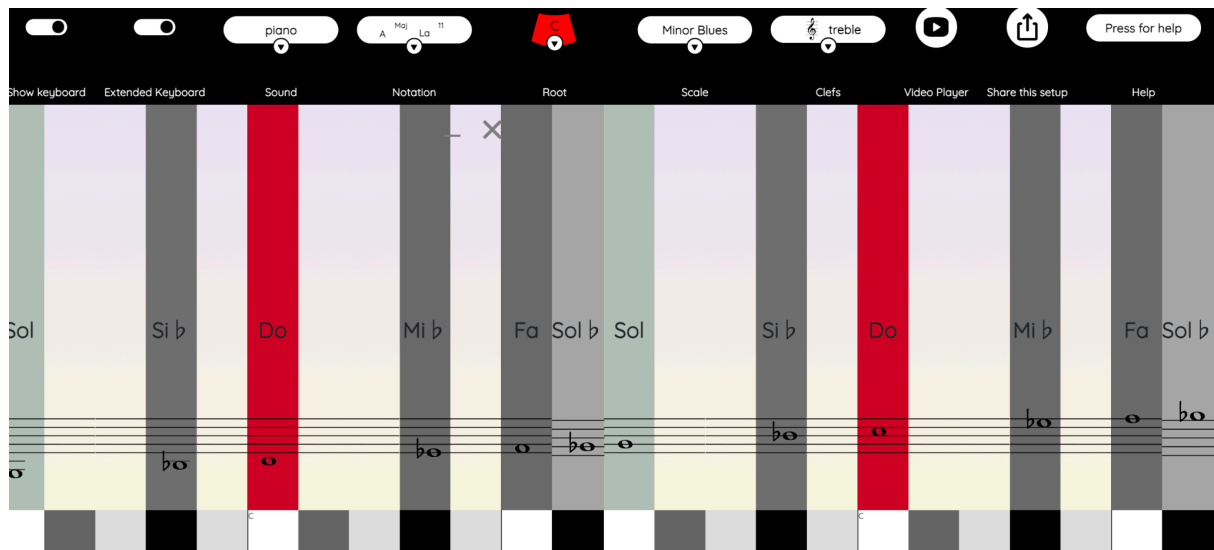 piano
A Maj La 11
C
Minor Blues
treble
Press for help
Show keyboard
Extended Keyboard
Sound
Notation
Root
Scale
Clefs
Video Player
Share this setup
Help
Sol Si ♭ Do Mi ♭ Fa Sol ♭ Sol Si ♭ Do Mi ♭ Fa Sol ♭
C C